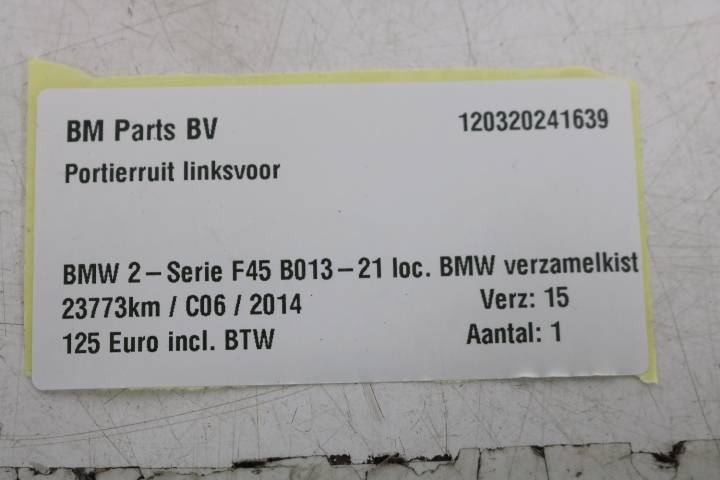 BM Parts BV 120320241639
Portierruit linksvoor
BMW 2-Serie F45 B013-21 loc. BMW verzamelkist
23773km / C06 / 2014 Verz: 15
125 Euro incl. BTW Aantal: 1